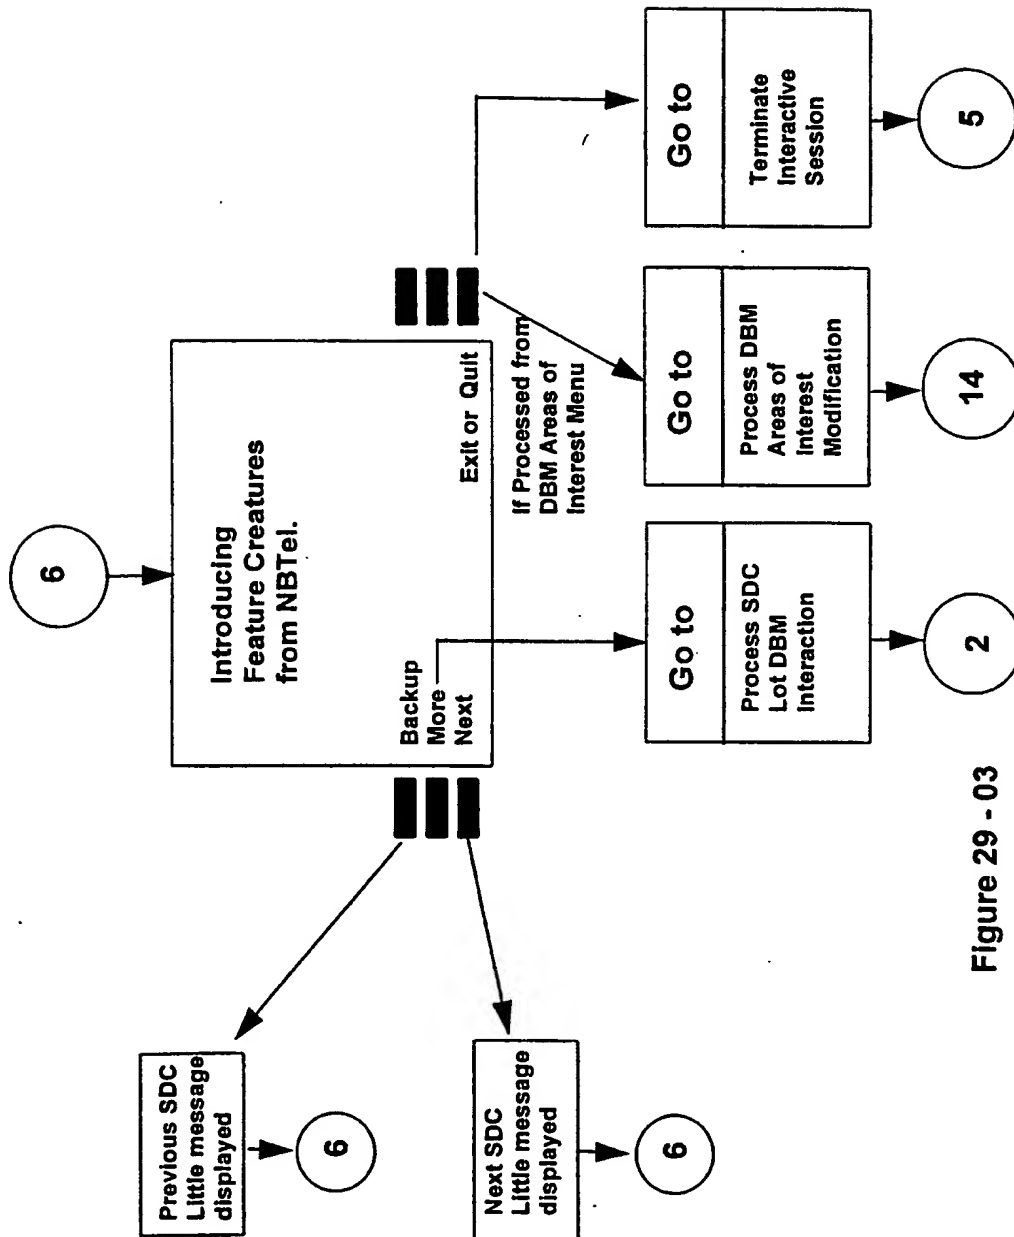 6
Introducing
Feature Creatures
from NBTel.
Backup
More
Next
Exit or Quit
Previous SDC
Little message
displayed
6
Next SDC
Little message
displayed
6
If Processed from
DBM Areas of
Interest Menu
Go to
Process SDC
Lot DBM
Interaction
2
Go to
Process DBM
Areas of
Interest
Modification
14
Go to
Terminate
Interactive
Session
5
Figure 29 - 03